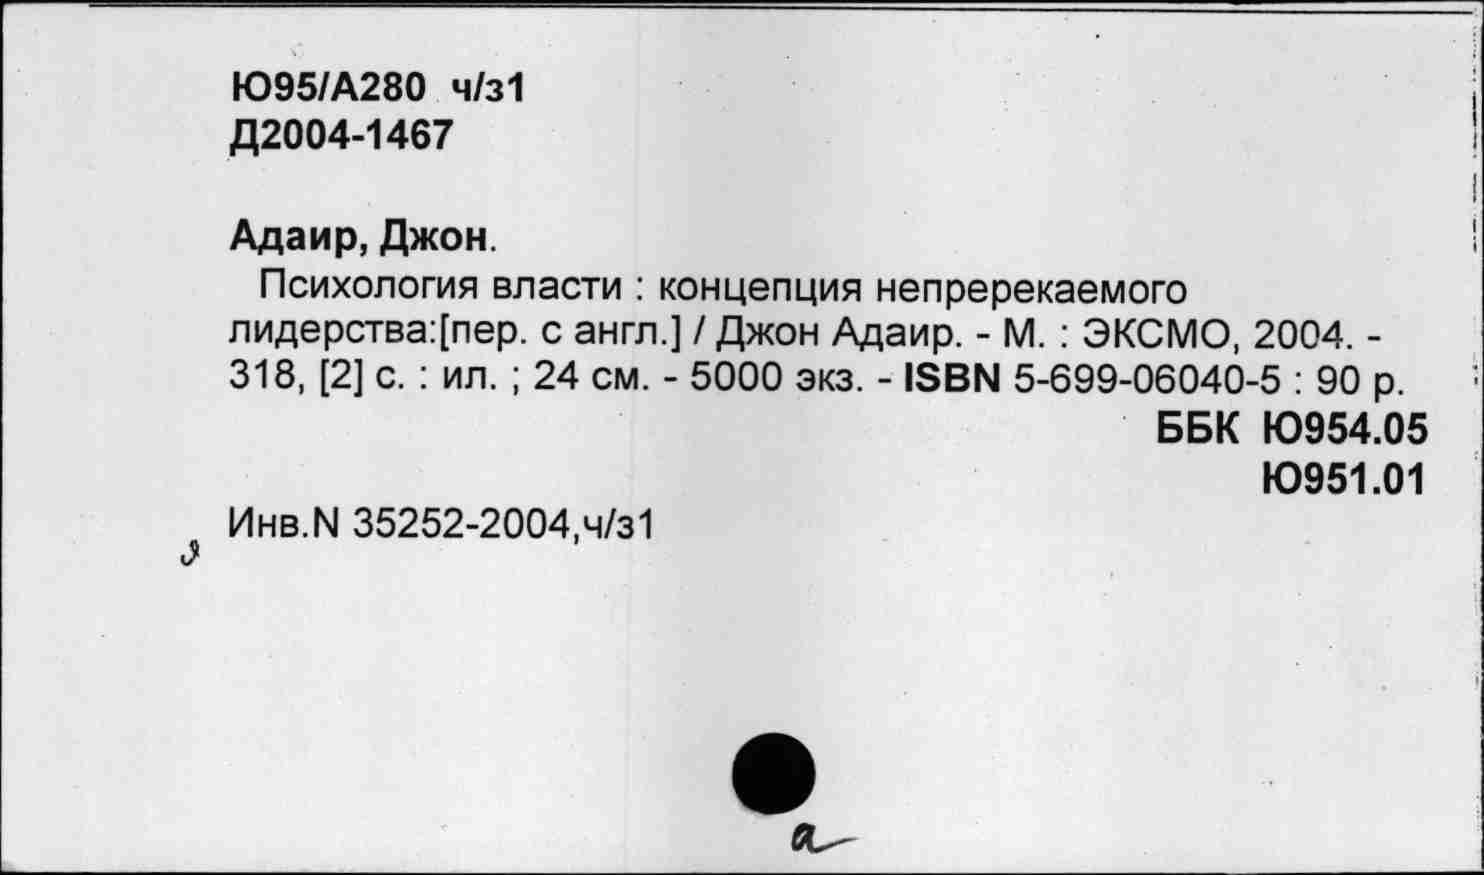 Ю95/А280 ч/з1
Д2004-1467
Адаир, Джон.
Психология власти : концепция непререкаемого
лидерства:[пер. с англ.] / Джон Адаир. - М. : ЭКСМО, 2004. -
318, [2] с. : ил. ; 24 см. - 5000 экз. - ISBN 5-699-06040-5 : 90 р.
ББК Ю954.05
Ю951.01
Инв.N 35252-2004,ч/з1
а